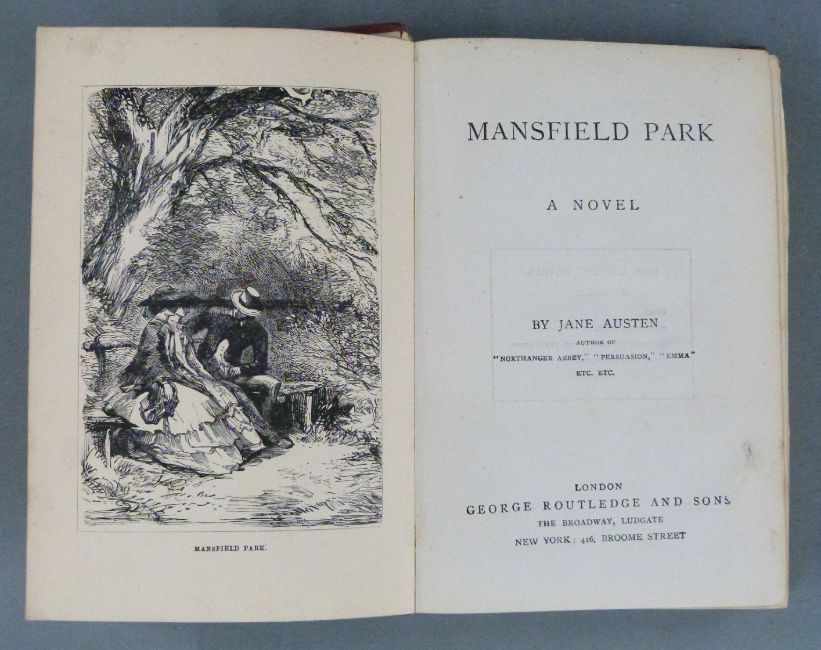 MANSFIELD PARK.
MANSFIELD PARK
A NOVEL
BY JANE AUSTEN
AUTHOR OF
"NORTHANGER ABBEY," "PERSUASION," "EMMA"
ETC. ETC.
LONDON
GEORGE ROUTLEDGE AND SONS
THE BROADWAY, LUDGATE
NEW YORK: 416, BROOME STREET